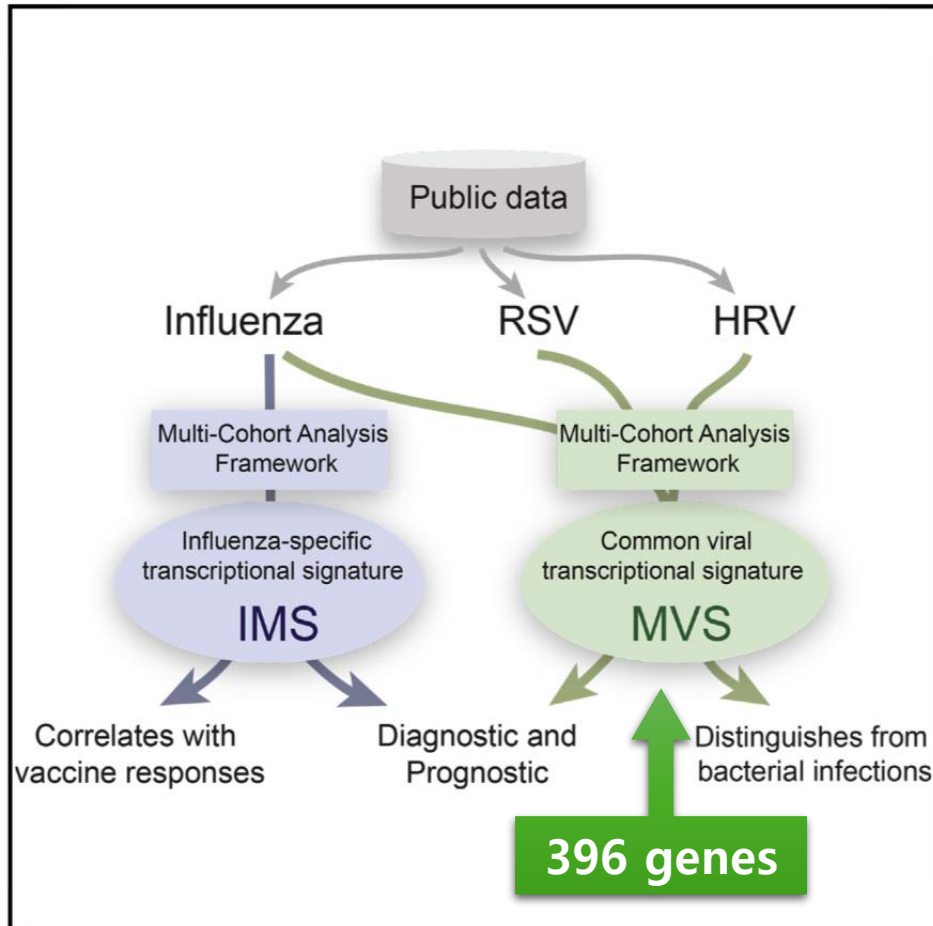 Public data
Influenza
RSV
HRV
Multi-Cohort Analysis
Framework
Multi-Cohort Analysis
Framework
Influenza-specific
transcriptional signature
IMS
Common viral
transcriptional signature
MVS
Correlates with
vaccine responses
Diagnostic and
Prognostic
Distinguishes from
bacterial infections
396 genes